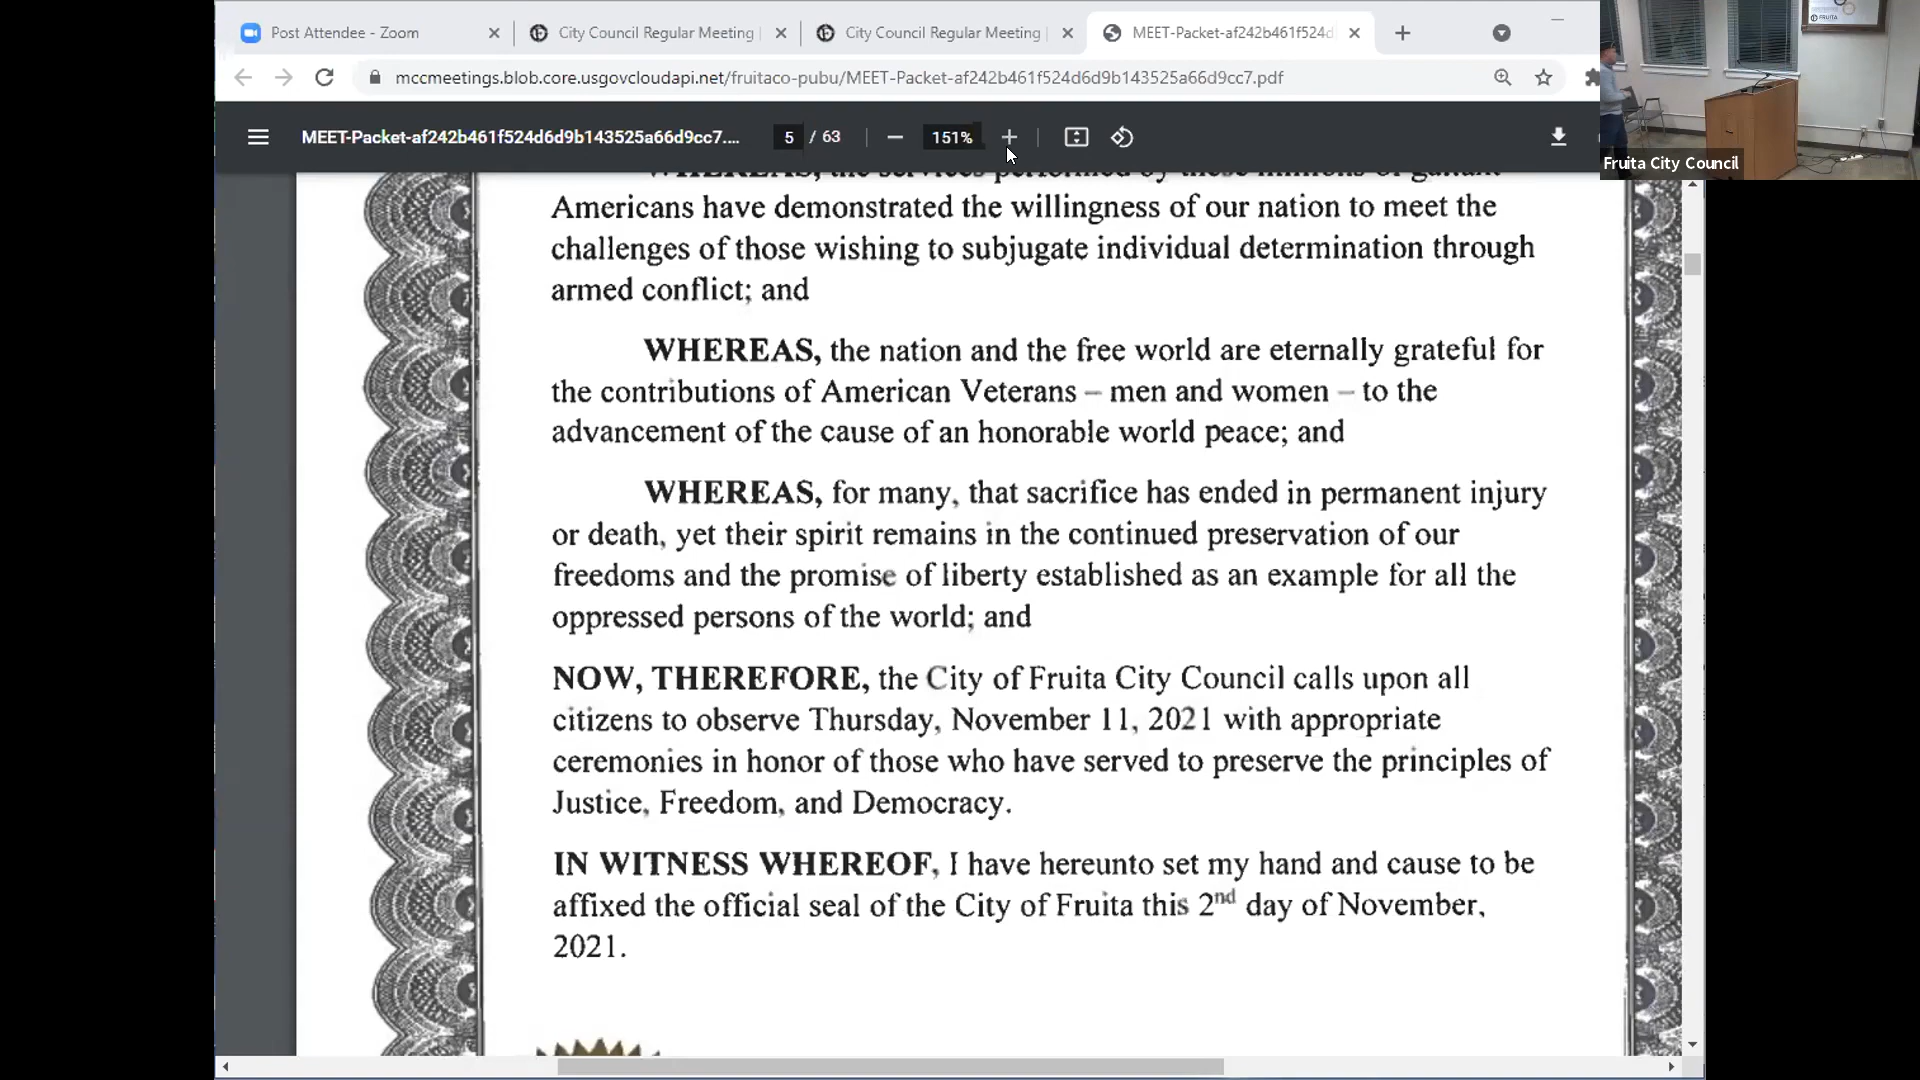 Post Attendee - Zoom
City Council Regular Meeting
City Council Regular Meeting
MEET-Packet-af242b461f524d
mccmeetings.blob.core.usgovcloudapi.net/fruitaco-pubu/MEET-Packet-af242b461f524d6d9b143525a66d9cc7.pdf
MEET-Packet-af242b461f524d6d9b143525a66d9cc7....
5 / 63
151%
FRUITA
Fruita City Council
WHEREAS, the services performed by these millions of gallant
Americans have demonstrated the willingness of our nation to meet the
challenges of those wishing to subjugate individual determination through
armed conflict; and
WHEREAS, the nation and the free world are eternally grateful for
the contributions of American Veterans – men and women – to the
advancement of the cause of an honorable world peace; and
WHEREAS, for many, that sacrifice has ended in permanent injury
or death, yet their spirit remains in the continued preservation of our
freedoms and the promise of liberty established as an example for all the
oppressed persons of the world; and
NOW, THEREFORE, the City of Fruita City Council calls upon all
citizens to observe Thursday, November 11, 2021 with appropriate
ceremonies in honor of those who have served to preserve the principles of
Justice, Freedom, and Democracy.
IN WITNESS WHEREOF, I have hereunto set my hand and cause to be
affixed the official seal of the City of Fruita this 2nd day of November,
2021.